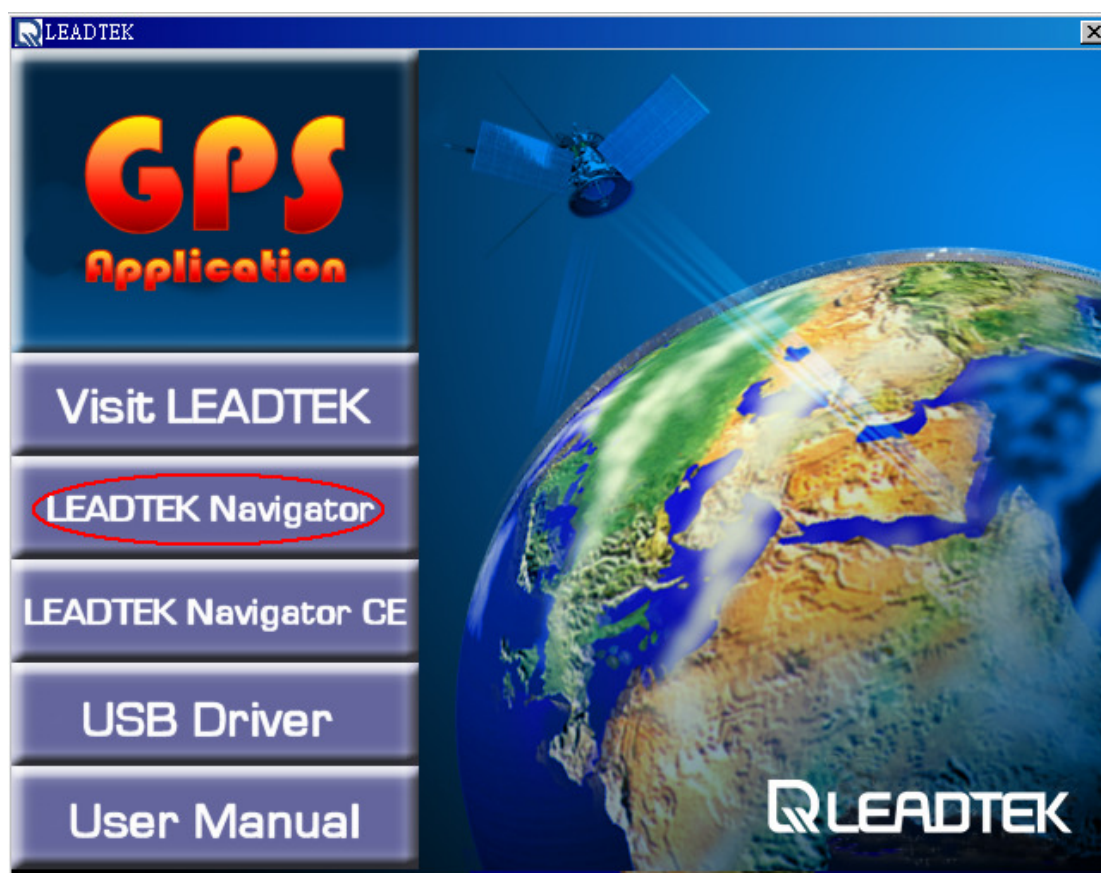 LEADTEK
GPS
Application
Visit LEADTEK
LEADTEK Navigator
LEADTEK Navigator CE
USB Driver
User Manual
LEADTEK